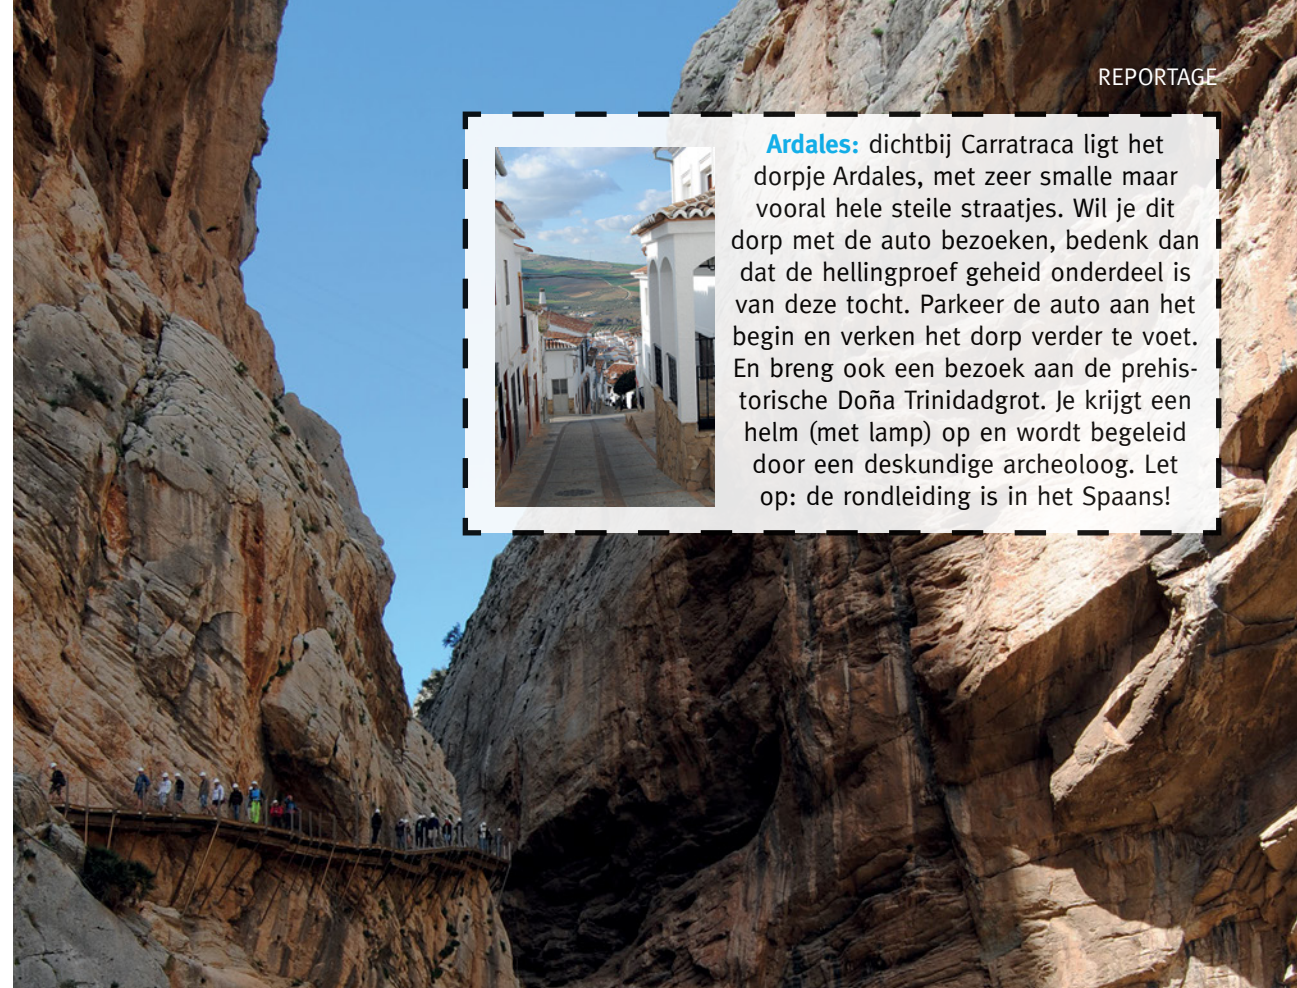 REPORTAGE
Ardales: dichtbij Carratraca ligt het
dorpje Ardales, met zeer smalle maar
vooral hele steile straatjes. Wil je dit
dorp met de auto bezoeken, bedenk dan
dat de hellingproef geheid onderdeel is
van deze tocht. Parkeer de auto aan het
begin en verken het dorp verder te voet.
En breng ook een bezoek aan de prehis-
torische Doña Trinidadgrot. Je krijgt een
helm (met lamp) op en wordt begeleid
door een deskundige archeoloog. Let
op: de rondleiding is in het Spaans!